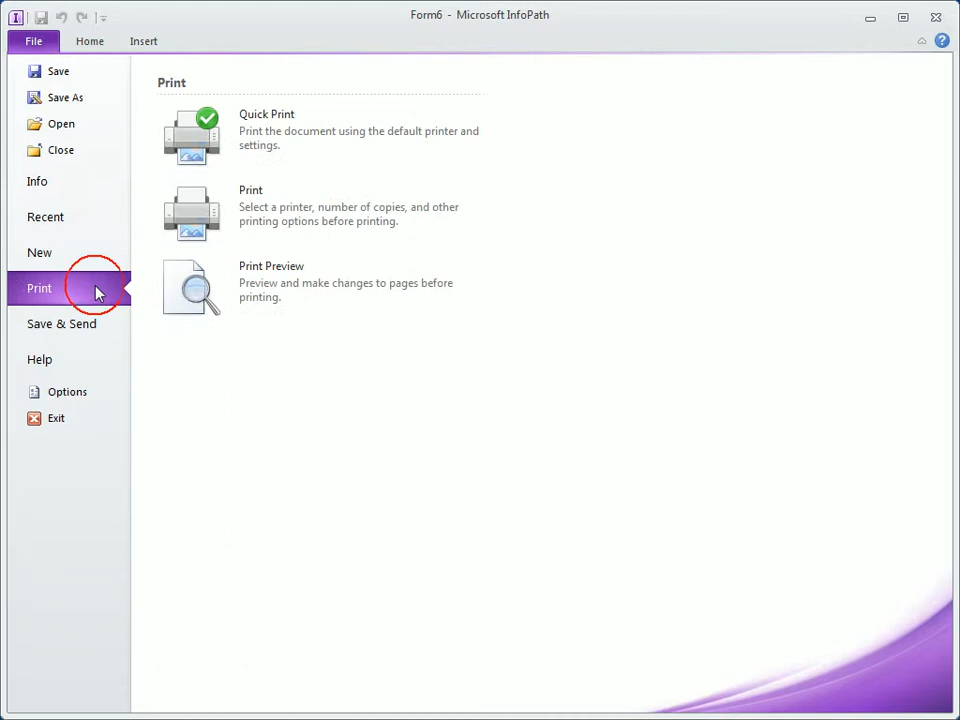 Form6 - Microsoft InfoPath
File Home Insert
Save
Save As
Open
Close
Info
Recent
New
Print
Save & Send
Help
Options
Exit
Print
Quick Print
Print the document using the default printer and
settings.
Print
Select a printer, number of copies, and other
printing options before printing.
Print Preview
Preview and make changes to pages before
printing.